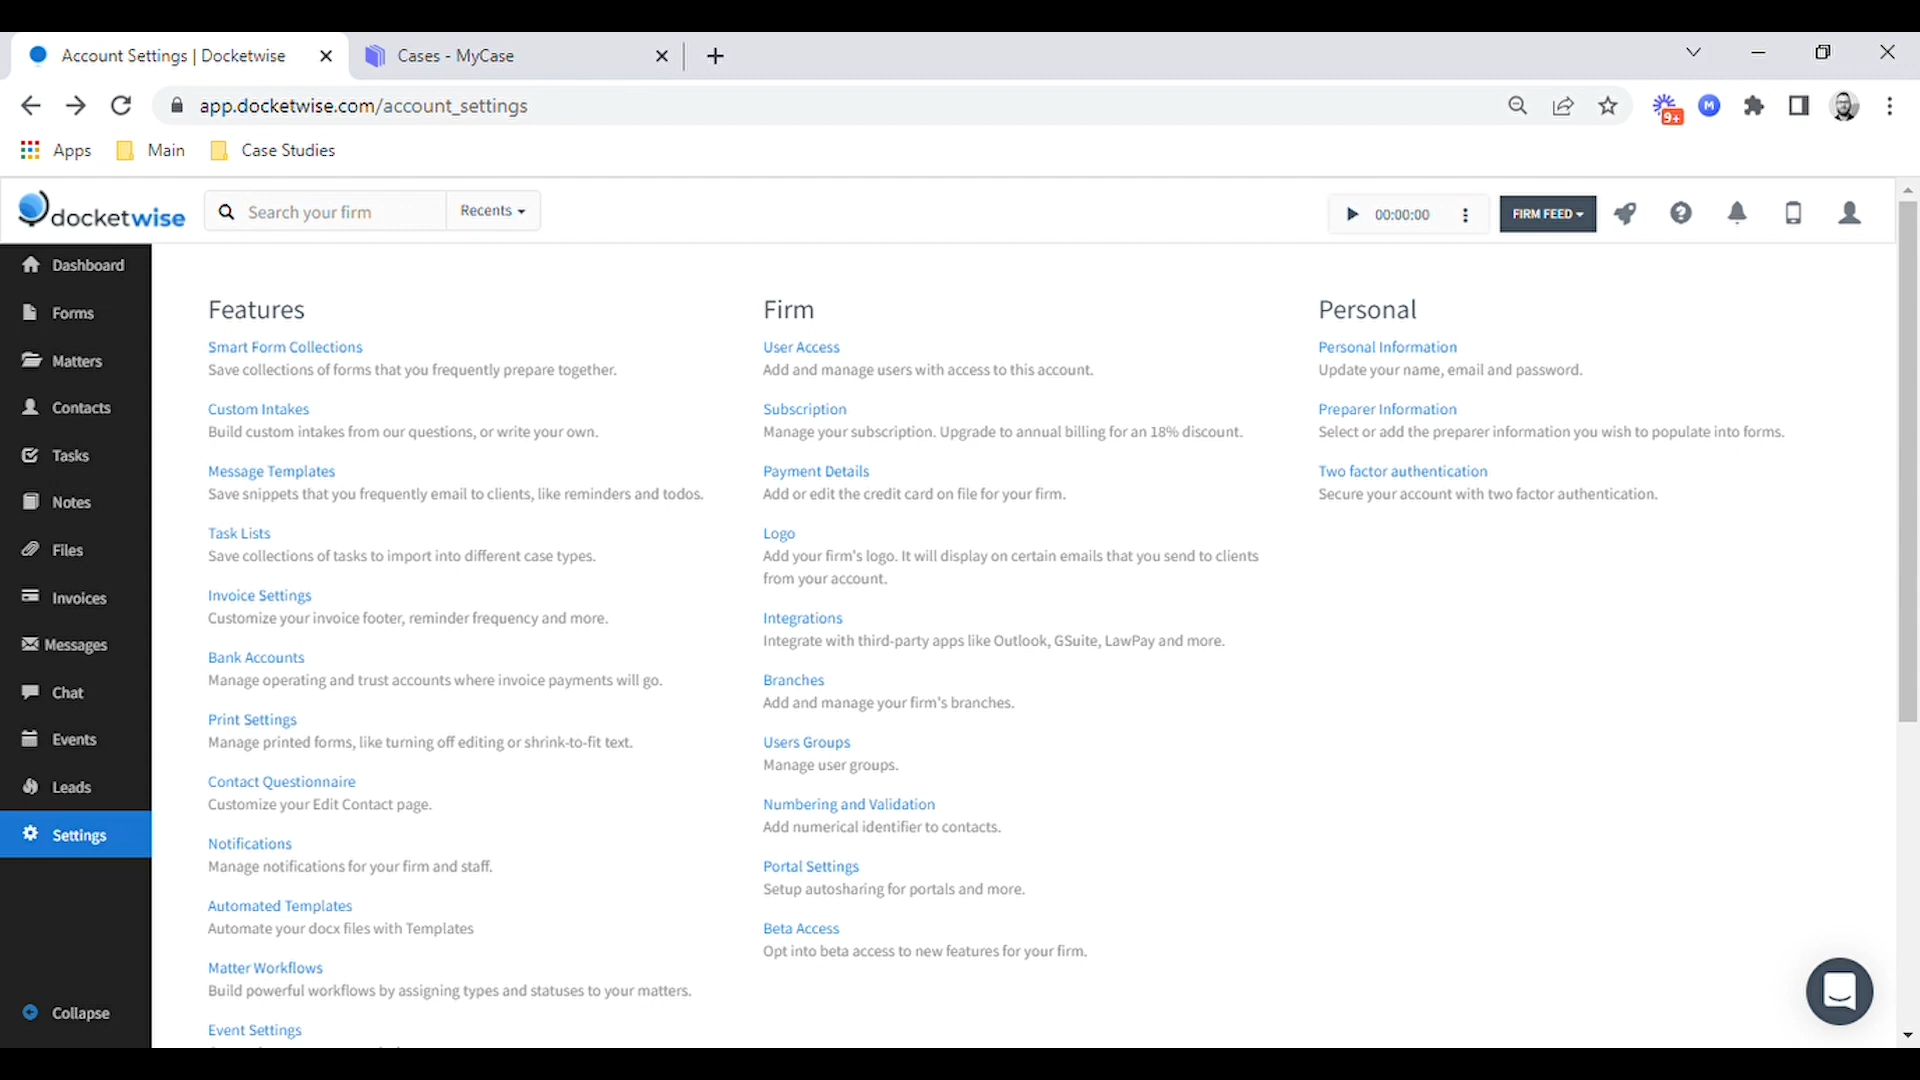 Account Settings | Docketwise
Cases - MyCase
app.docketwise.com/account_settings
9+
M
Apps
Main
Case Studies
docketwise
Search your firm
Recents
00:00:00
FIRM FEED
Dashboard
Forms
Matters
Contacts
Tasks
Notes
Files
Invoices
Messages
Chat
Events
Leads
Settings
Collapse
Features
Smart Form Collections
Save collections of forms that you frequently prepare together.
Custom Intakes
Build custom intakes from our questions, or write your own.
Message Templates
Save snippets that you frequently email to clients, like reminders and todos.
Task Lists
Save collections of tasks to import into different case types.
Invoice Settings
Customize your invoice footer, reminder frequency and more.
Bank Accounts
Manage operating and trust accounts where invoice payments will go.
Print Settings
Manage printed forms, like turning off editing or shrink-to-fit text.
Contact Questionnaire
Customize your Edit Contact page.
Notifications
Manage notifications for your firm and staff.
Automated Templates
Automate your docx files with Templates
Matter Workflows
Build powerful workflows by assigning types and statuses to your matters.
Event Settings
Firm
User Access
Add and manage users with access to this account.
Subscription
Manage your subscription. Upgrade to annual billing for an 18% discount.
Payment Details
Add or edit the credit card on file for your firm.
Logo
Add your firm's logo. It will display on certain emails that you send to clients
from your account.
Integrations
Integrate with third-party apps like Outlook, GSuite, LawPay and more.
Branches
Add and manage your firm's branches.
Users Groups
Manage user groups.
Numbering and Validation
Add numerical identifier to contacts.
Portal Settings
Setup autosharing for portals and more.
Beta Access
Opt into beta access to new features for your firm.
Personal
Personal Information
Update your name, email and password.
Preparer Information
Select or add the preparer information you wish to populate into forms.
Two factor authentication
Secure your account with two factor authentication.